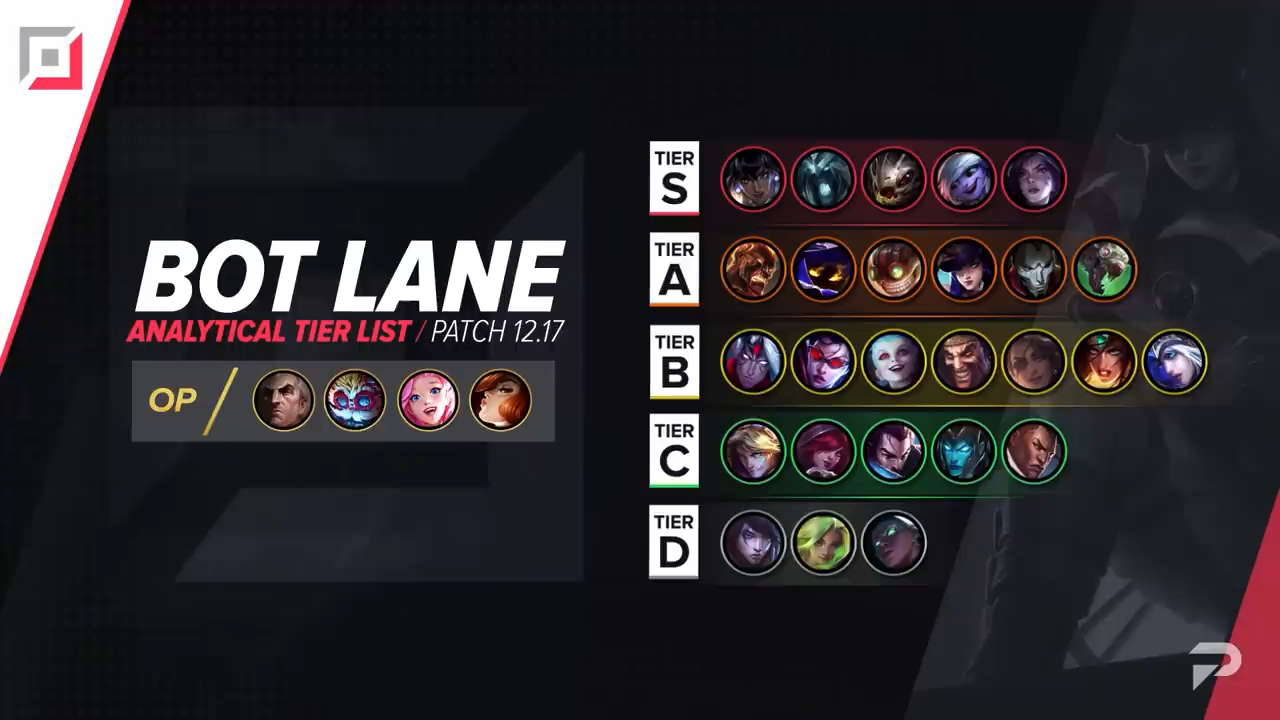 BOT LANE
ANALYTICAL TIER LIST / PATCH 12.17
OP /
TIER
S
TIER
A
TIER
B
TIER
C
TIER
D